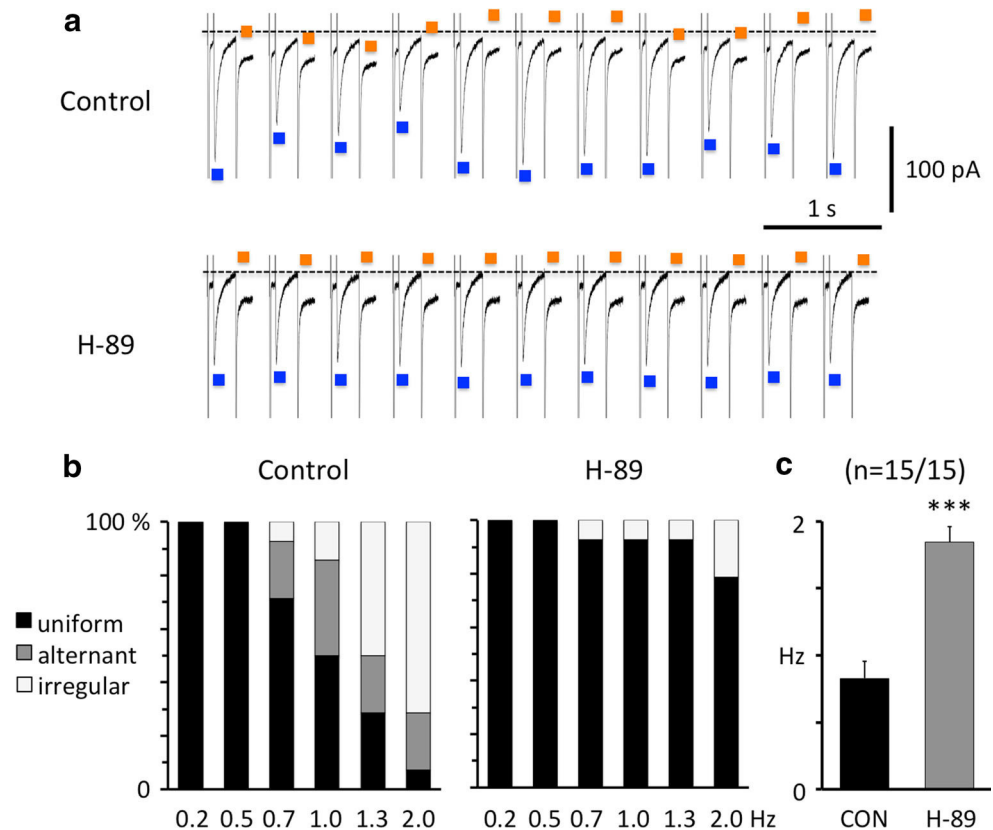 a
Control
100 pA
1 s
H-89
b
Control
H-89
c
(n=15/15)
100 %
0
uniform
alternant
irregular
0.2 0.5 0.7 1.0 1.3 2.0
0.2 0.5 0.7 1.0 1.3 2.0 Hz
***
2
Hz
0
CON H-89